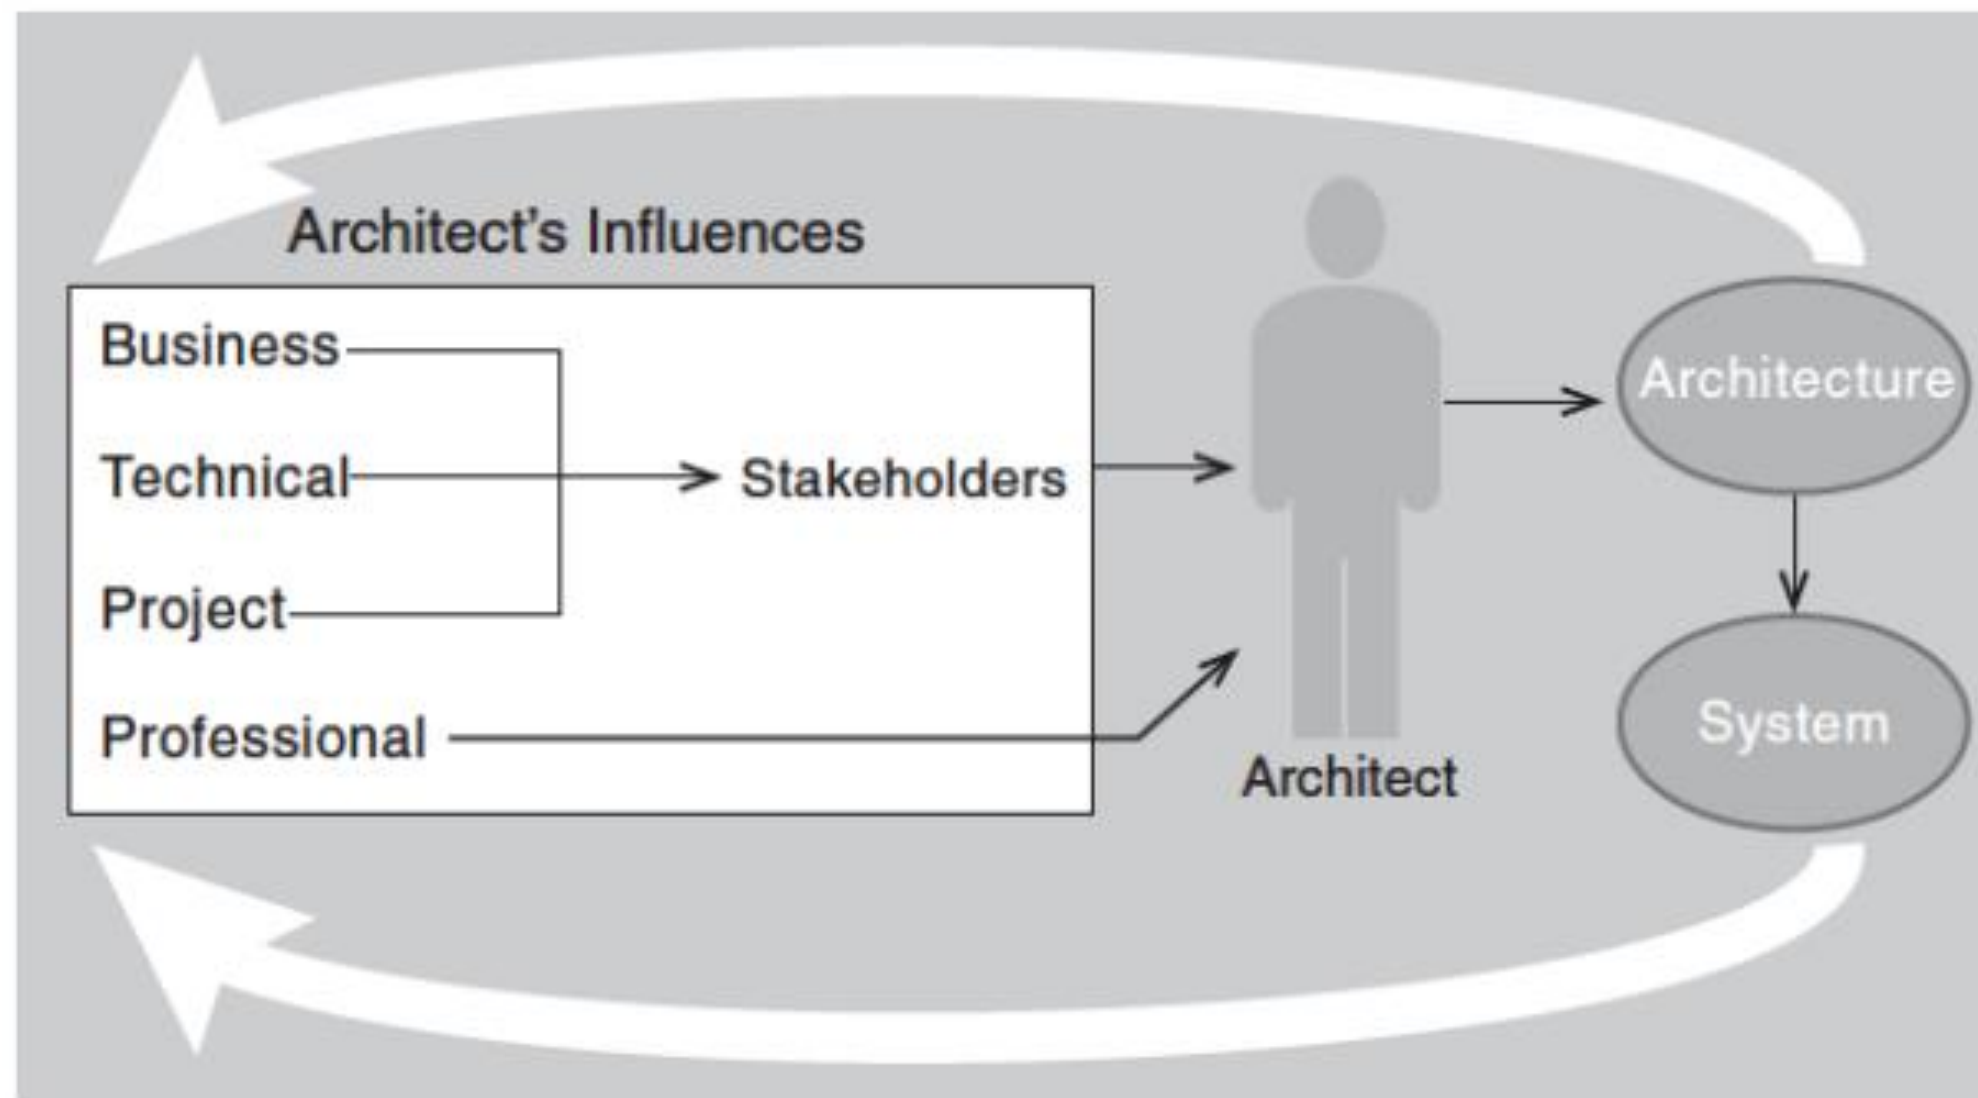 Architect's Influences
Business
Technical
Stakeholders
Project
Professional
Architect
Architecture
System